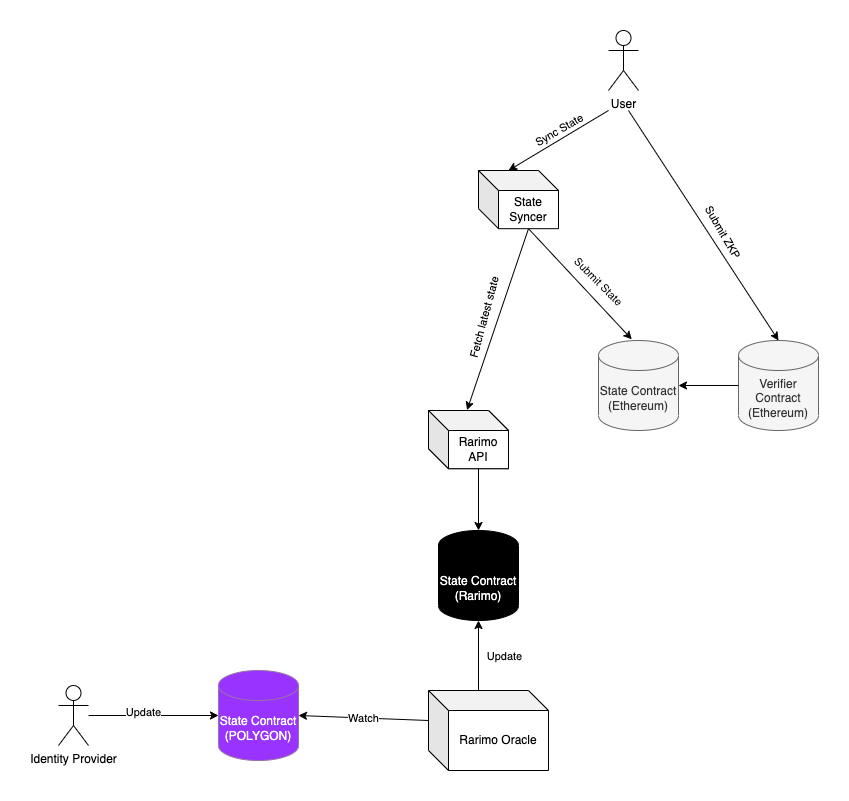 User
Sync State
State
Syncer
Submit ZKP
Submit State
Fetch latest state
State Contract
(Ethereum)
Verifier
Contract
(Ethereum)
Rarimo
API
State Contract
(Rarimo)
Update
Update
State Contract
(POLYGON)
Watch
Rarimo Oracle
Identity Provider